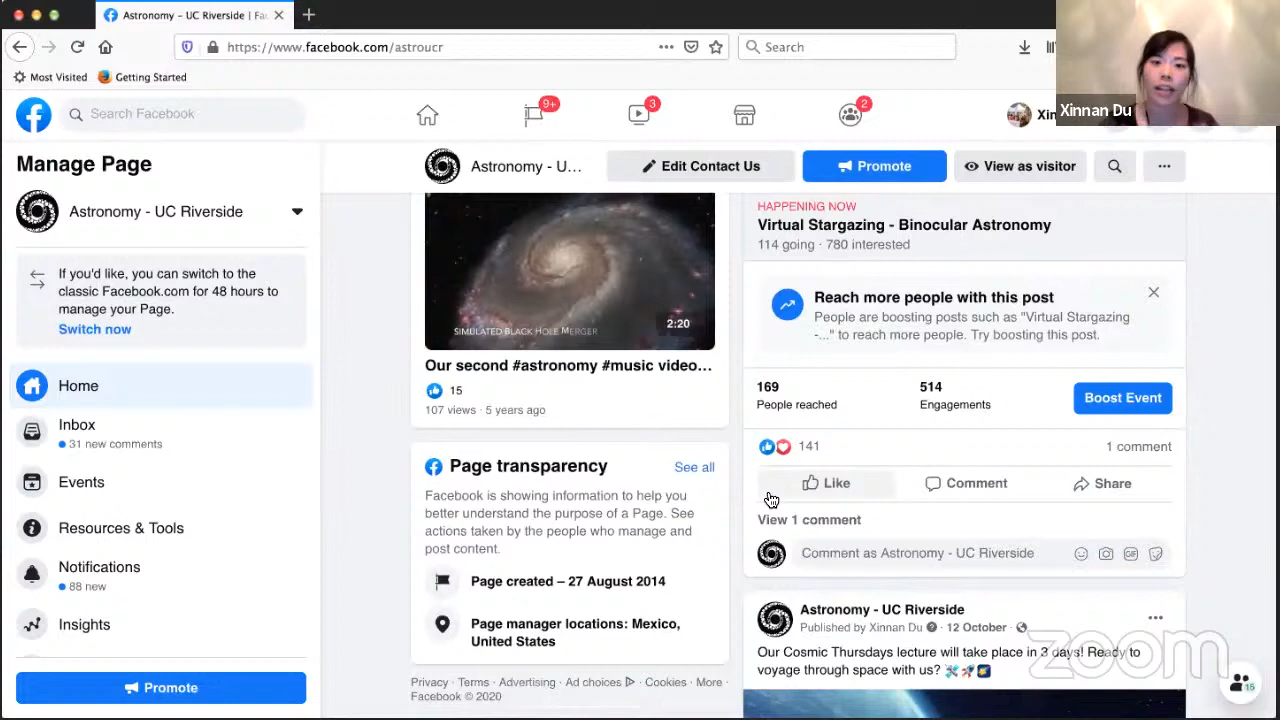 Astronomy - UC Riverside | Fa
https://www.facebook.com/astroucr
Search
Most Visited
Getting Started
Xinnan Du
Search Facebook
9+
3
2
Xin
Manage Page
Astronomy - U...
Edit Contact Us
Promote
View as visitor
Astronomy - UC Riverside
If you'd like, you can switch to the
classic Facebook.com for 48 hours to
manage your Page.
Switch now
Home
Inbox
31 new comments
Events
Resources & Tools
Notifications
88 new
Insights
Promote
SIMULATED BLACK HOLE MERGER
2:20
Our second #astronomy #music video...
15
107 views · 5 years ago
Page transparency
See all
Facebook is showing information to help you
better understand the purpose of a Page. See
actions taken by the people who manage and
post content.
Page created – 27 August 2014
Page manager locations: Mexico,
United States
Privacy · Terms · Advertising · Ad choices · Cookies · More ·
Facebook © 2020
HAPPENING NOW
Virtual Stargazing - Binocular Astronomy
114 going · 780 interested
Reach more people with this post
People are boosting posts such as "Virtual Stargazing
-..." to reach more people. Try boosting this post.
169
People reached
514
Engagements
Boost Event
141
1 comment
Like
Comment
Share
View 1 comment
Comment as Astronomy - UC Riverside
GIF
Astronomy - UC Riverside
Published by Xinnan Du · 12 October ·
Our Cosmic Thursdays lecture will take place in 3 days! Ready to
voyage through space with us?
zoom
15